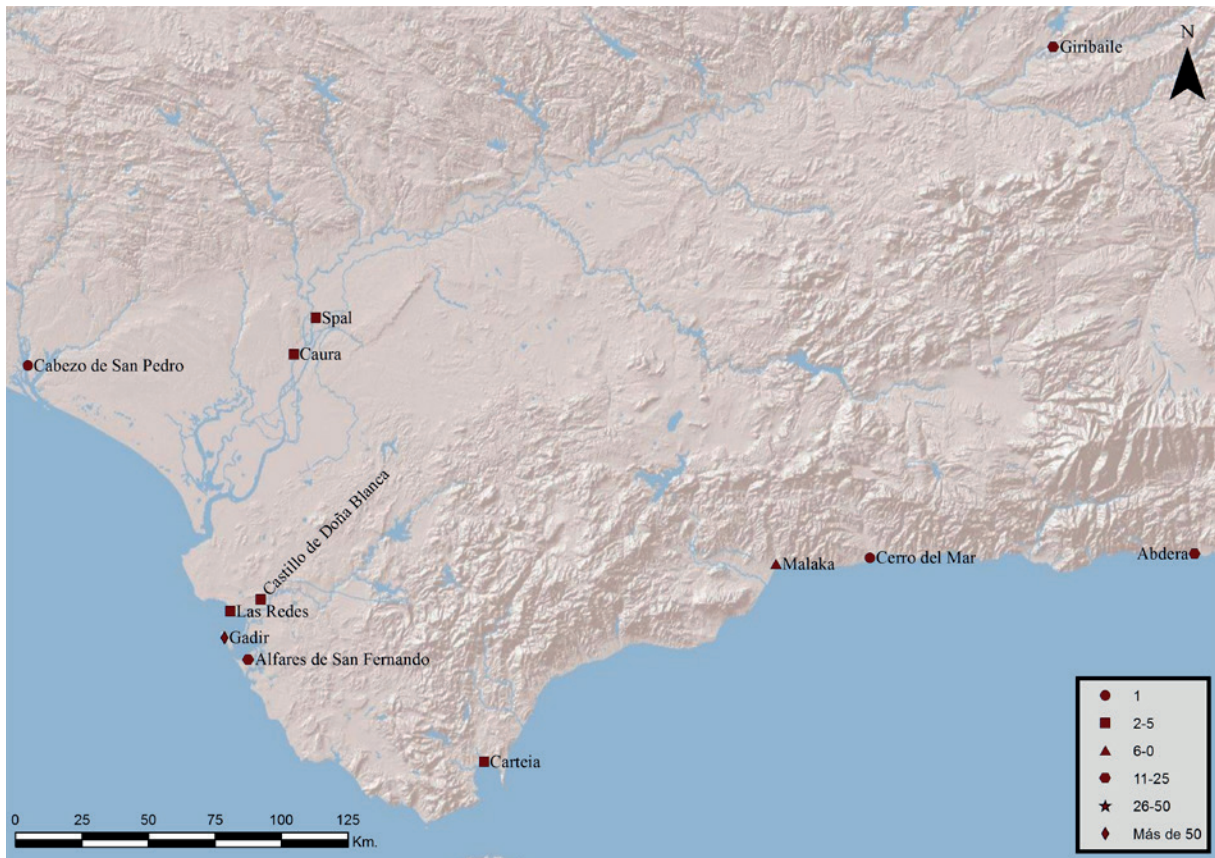 Giribaile
N
Spal
Caura
Cabezo de San Pedro
Castillo de Doña Blanca
Malaka
Cerro del Mar
Abdera
Las Redes
Gadir
Alfares de San Fernando
Carteia
1
2-5
6-0
11-25
26-50
Más de 50
0 25 50 75 100 125
Km.